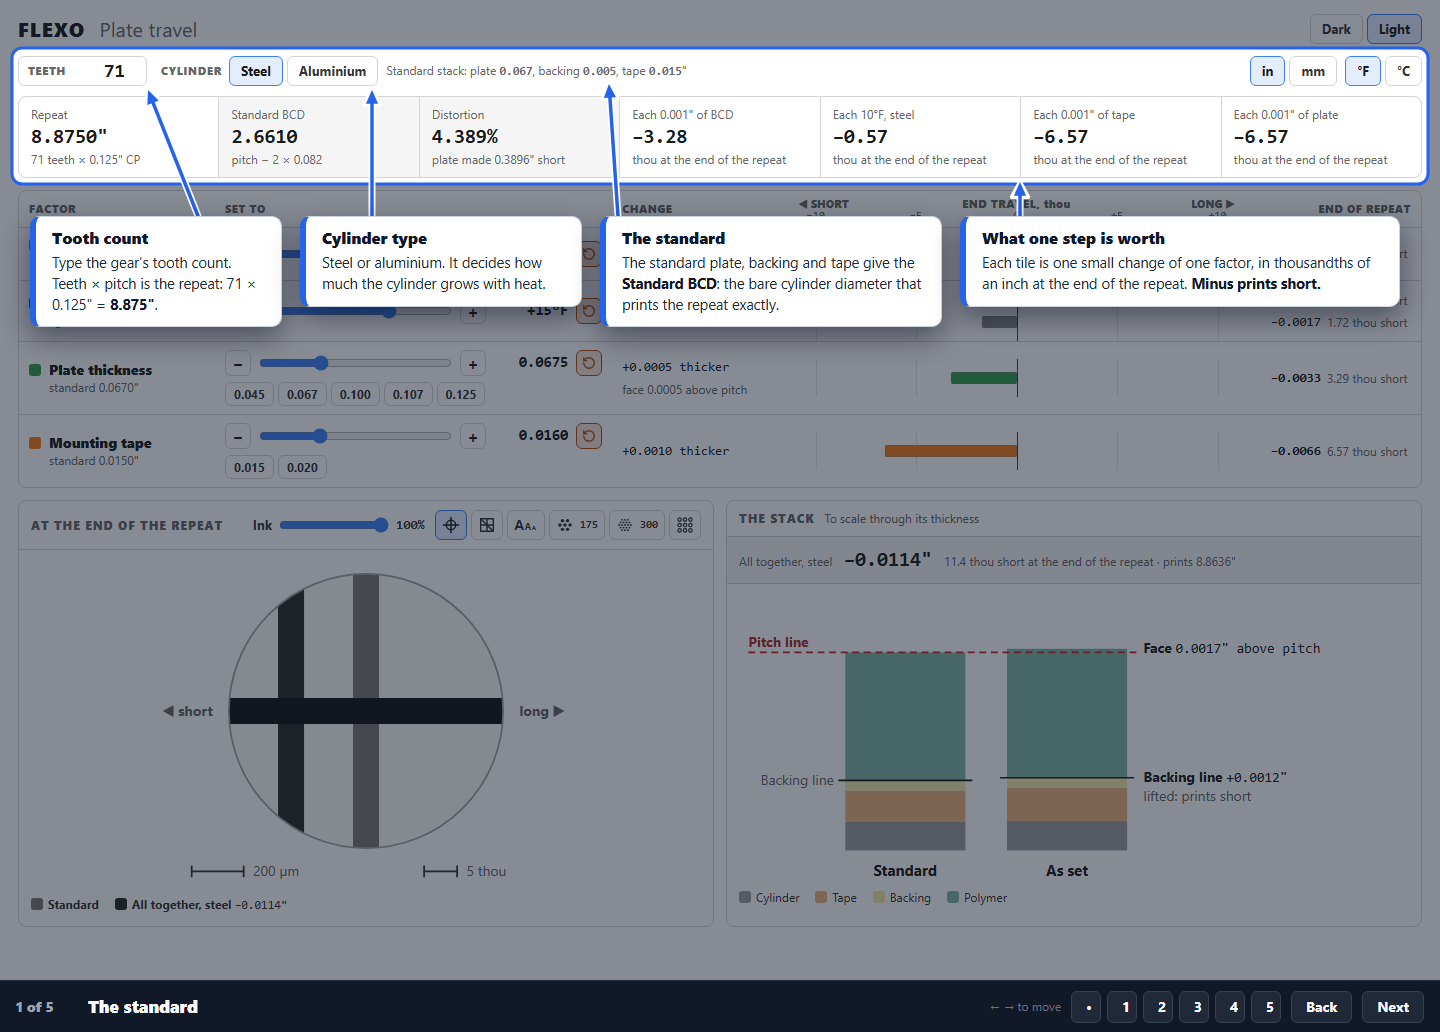 FLEXO Plate travel
Dark Light
TEETH 71 CYLINDER Steel Aluminium Standard stack: plate 0.067, backing 0.005, tape 0.015" in mm °F °C
Repeat
8.8750"
71 teeth × 0.125" CP
Standard BCD
2.6610
pitch − 2 × 0.082
Distortion
4.389%
plate made 0.3896" short
Each 0.001" of BCD
−3.28
thou at the end of the repeat
Each 10°F, steel
−0.57
thou at the end of the repeat
Each 0.001" of tape
−6.57
thou at the end of the repeat
Each 0.001" of plate
−6.57
thou at the end of the repeat
FACTOR SET TO CHANGE ◀ SHORT END TRAVEL, thou LONG ▶ END OF REPEAT
Tooth count
Type the gear's tooth count.
Teeth × pitch is the repeat: 71 ×
0.125" = 8.875".
Cylinder type
Steel or aluminium. It decides how
much the cylinder grows with heat.
The standard
The standard plate, backing and tape give the
Standard BCD: the bare cylinder diameter that
prints the repeat exactly.
What one step is worth
Each tile is one small change of one factor, in thousandths of
an inch at the end of the repeat. Minus prints short.
+ +15°F
−0.0017 1.72 thou short
Plate thickness
standard 0.0670"
− + 0.0675
0.045 0.067 0.100 0.107 0.125
+0.0005 thicker
face 0.0005 above pitch
−0.0033 3.29 thou short
Mounting tape
standard 0.0150"
− + 0.0160
0.015 0.020
+0.0010 thicker
−0.0066 6.57 thou short
AT THE END OF THE REPEAT Ink 100% AAA 175 300
◀ short long ▶
200 µm 5 thou
Standard All together, steel −0.0114"
THE STACK To scale through its thickness
All together, steel −0.0114" 11.4 thou short at the end of the repeat · prints 8.8636"
Pitch line
Face 0.0017" above pitch
Backing line
Backing line +0.0012"
lifted: prints short
Standard As set
Cylinder Tape Backing Polymer
1 of 5 The standard ← → to move • 1 2 3 4 5 Back Next